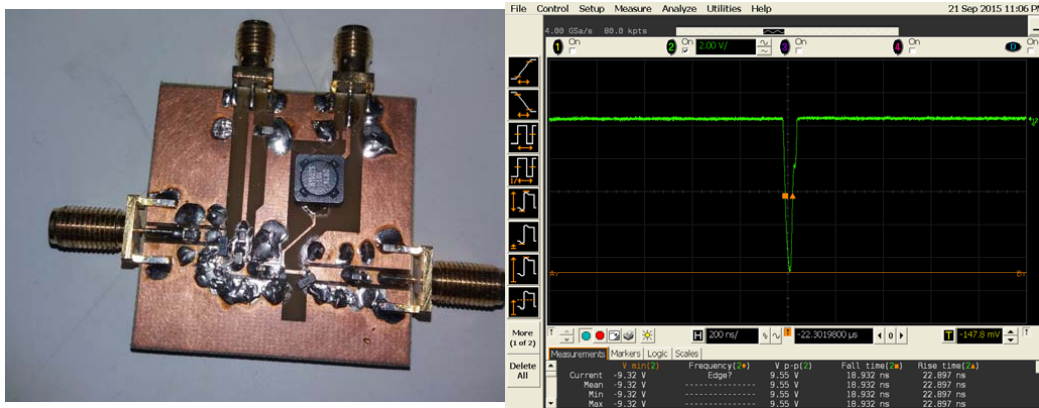 File Control Setup Measure Analyze Utilities Help 21 Sep 2015 11:06 PM
4.00 GSa/s 80.0 kpts
1 On 2 On 2.00 V/ 3 On 4 On D On
More
(1 of 2)
Delete
All
H 200 ns/ -22.3019800 µs 0 T -147.8 mV
Measurements Markers Logic Scales
V min(2) Frequency(2) V p-p(2) Fall time(2) Rise time(2)
Current -9.32 V Edge? 9.55 V 18.932 ns 22.897 ns
Mean -9.32 V --------------- 9.55 V 18.932 ns 22.897 ns
Min -9.32 V --------------- 9.55 V 18.932 ns 22.897 ns
Max -9.32 V --------------- 9.55 V 18.932 ns 22.897 ns